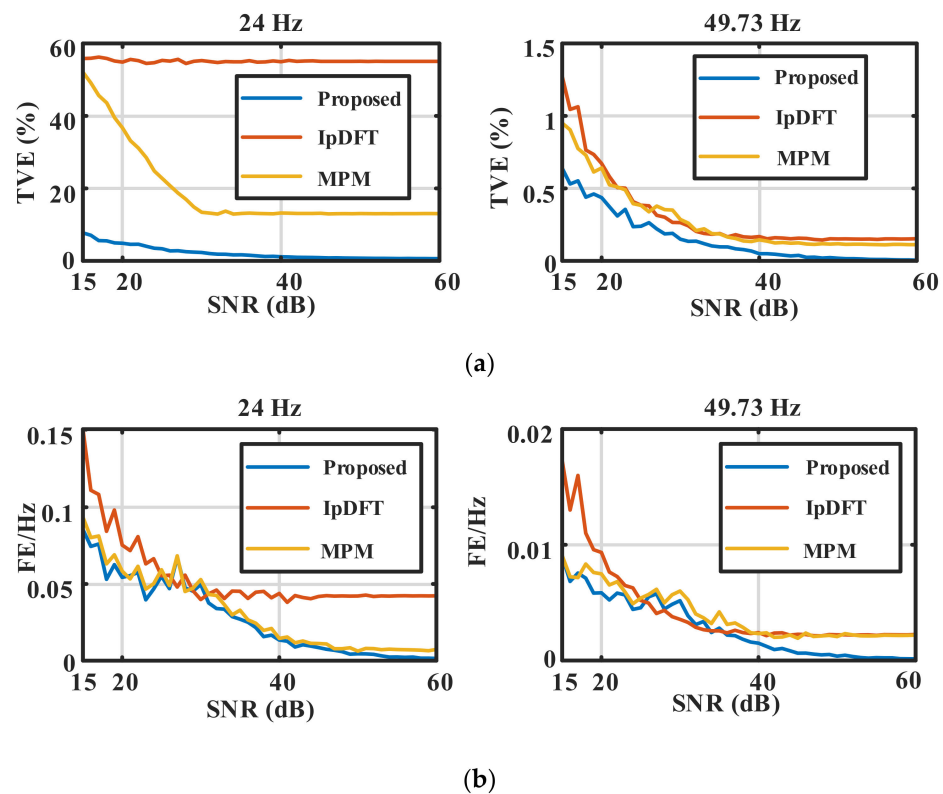 24 Hz
60
40
20
0
TVE (%)
Proposed
IpDFT
MPM
15 20 40 60
SNR (dB)
49.73 Hz
1.5
1
0.5
0
TVE (%)
Proposed
IpDFT
MPM
15 20 40 60
SNR (dB)
(a)
24 Hz
0.15
0.1
0.05
0
FE/Hz
Proposed
IpDFT
MPM
15 20 40 60
SNR (dB)
49.73 Hz
0.02
0.01
0
FE/Hz
Proposed
IpDFT
MPM
15 20 40 60
SNR (dB)
(b)